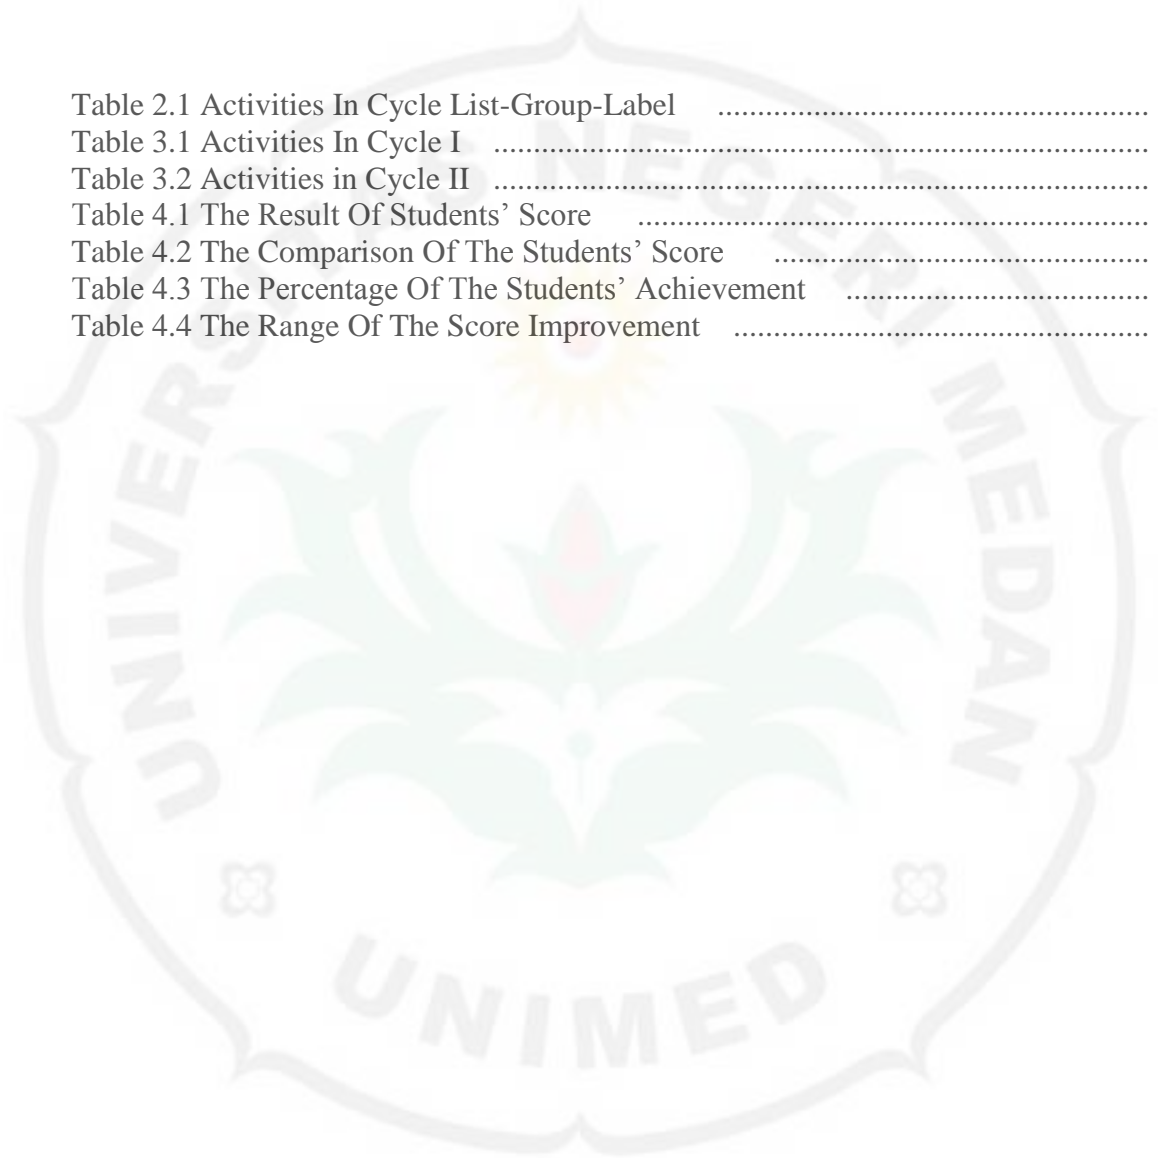 Table 2.1 Activities In Cycle List-Group-Label ......................................................
Table 3.1 Activities In Cycle I ..................................................................................
Table 3.2 Activities in Cycle II ..................................................................................
Table 4.1 The Result Of Students’ Score ................................................................
Table 4.2 The Comparison Of The Students’ Score ...............................................
Table 4.3 The Percentage Of The Students’ Achievement ......................................
Table 4.4 The Range Of The Score Improvement ....................................................
UNIVERSITAS NEGERI MEDAN
UNIMED